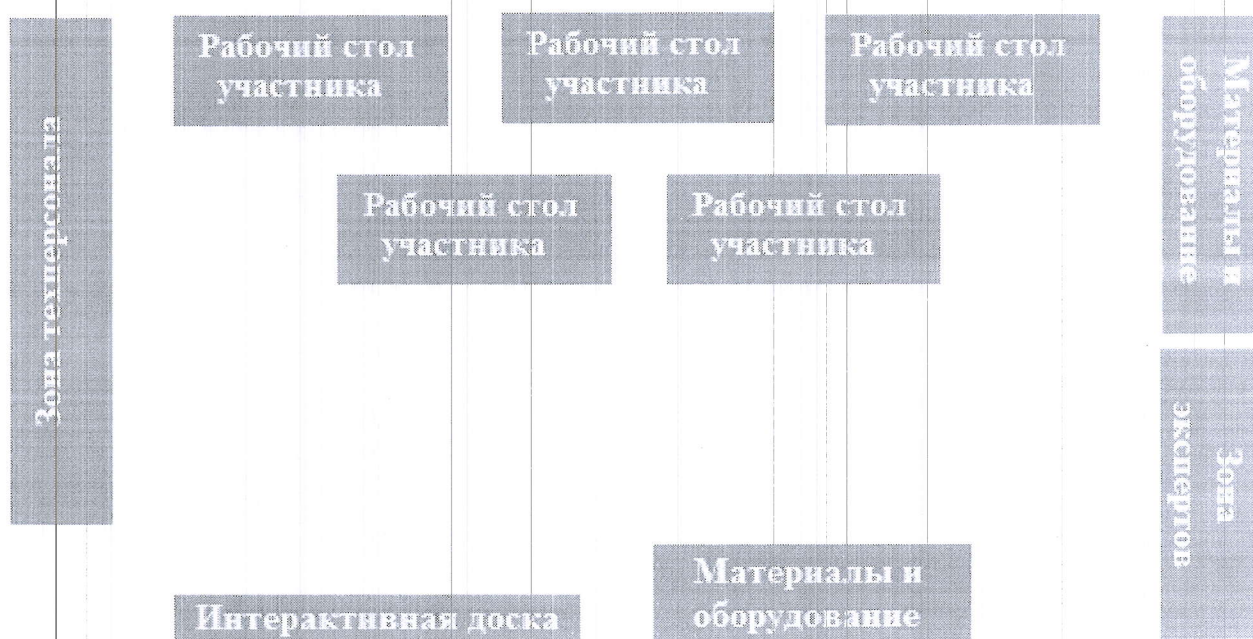 Зона техперсонала
Рабочий стол
участника
Рабочий стол
участника
Рабочий стол
участника
Материалы и
оборудование
Рабочий стол
участника
Рабочий стол
участника
Зона
экспертов
Интерактивная доска
Материалы и
оборудование